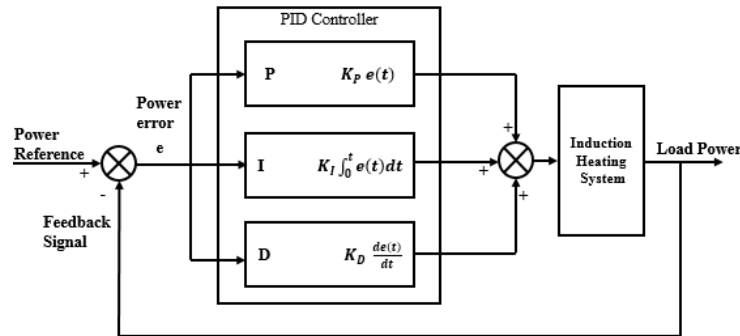 PID Controller
P K_P e(t)
Power
error
e
Power
Reference
+
-
I K_I ∫_0^t e(t)dt
+
+
+
Induction
Heating
System
Load Power
Feedback
Signal
D K_D de(t)/dt